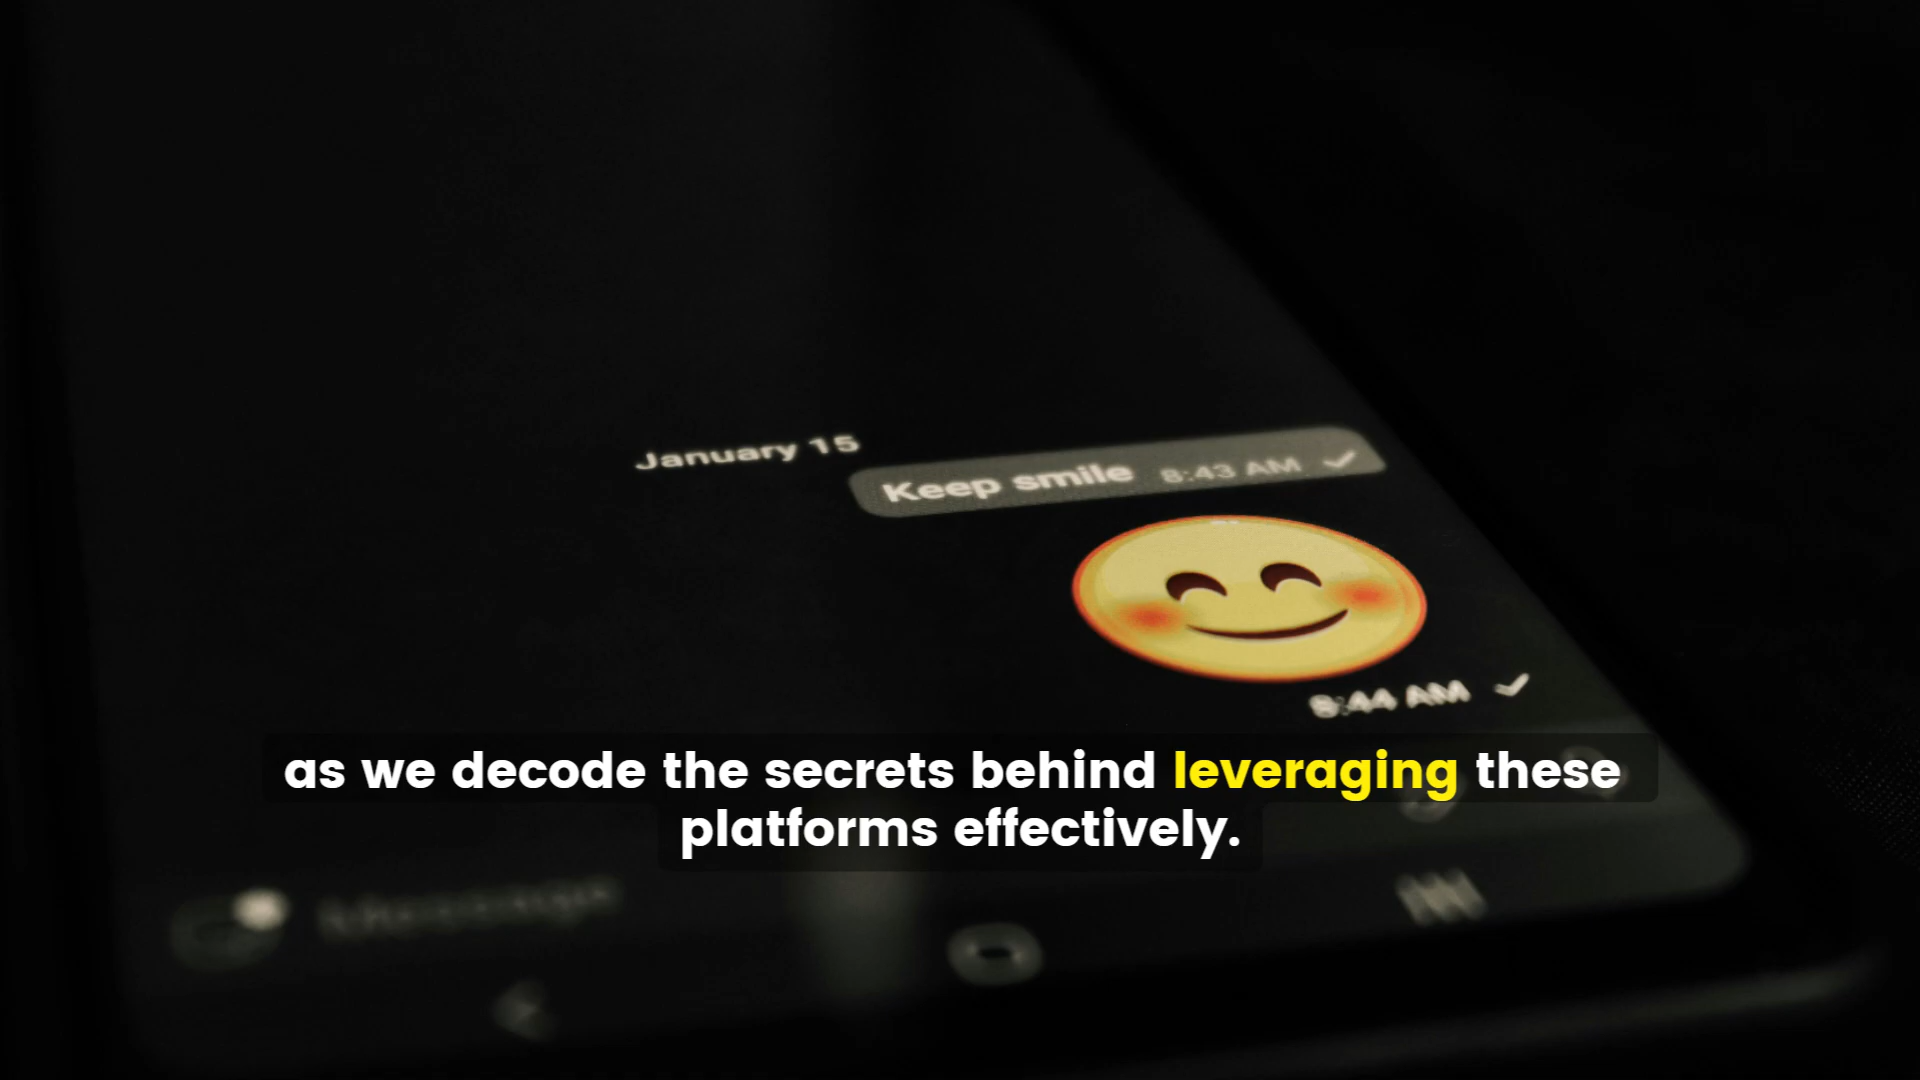 January 15
Keep smile 8:43 AM
8:44 AM
as we decode the secrets behind leveraging these
platforms effectively.
Message